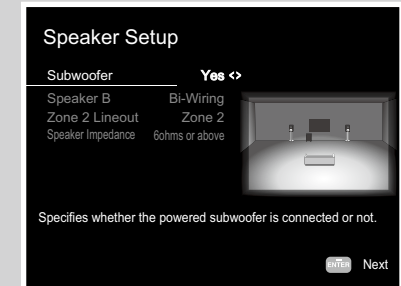 Speaker Setup
Subwoofer Yes <>
Speaker B Bi-Wiring
Zone 2 Lineout Zone 2
Speaker Impedance 6ohms or above
Specifies whether the powered subwoofer is connected or not.
ENTER Next